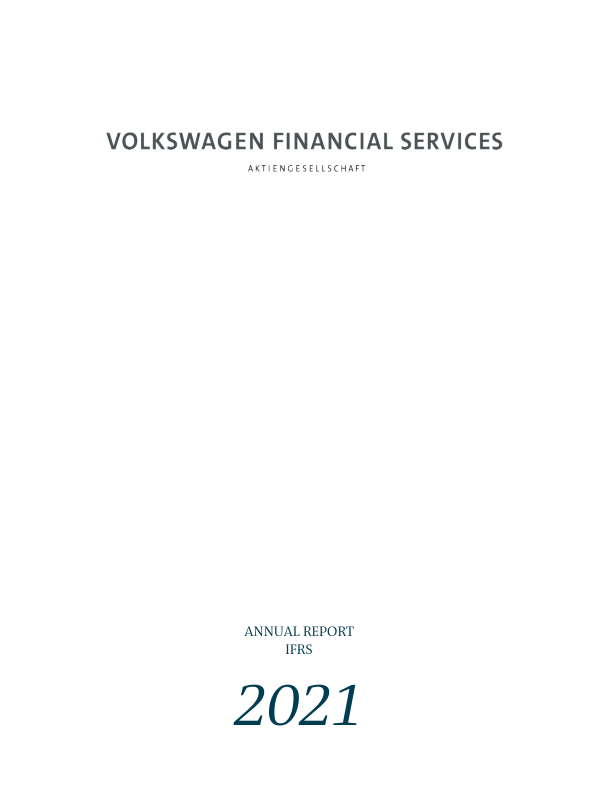 VOLKSWAGEN FINANCIAL SERVICES
AKTIENGESELLSCHAFT
ANNUAL REPORT
IFRS
2021